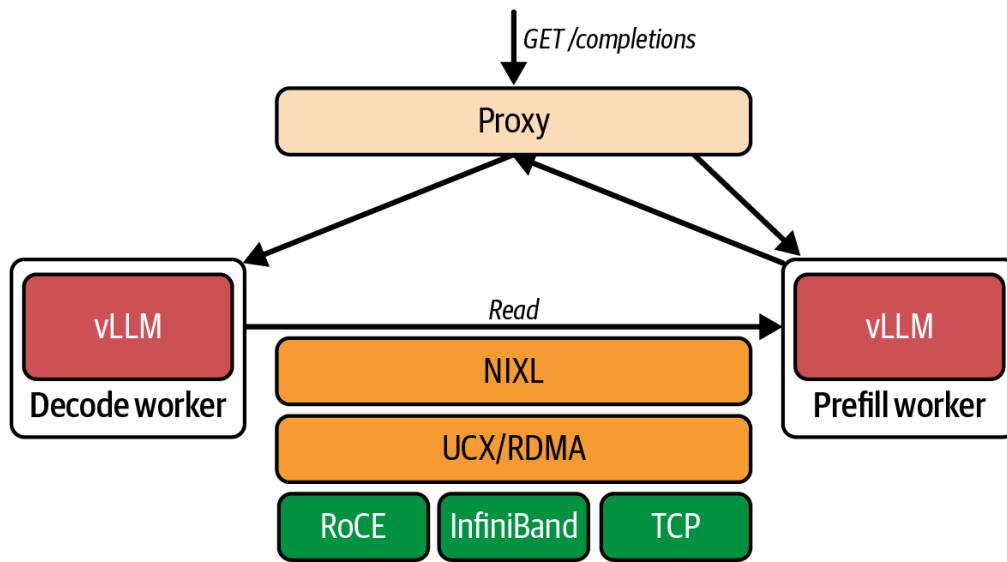 GET /completions
Proxy
vLLM
Decode worker
Read
vLLM
Prefill worker
NIXL
UCX/RDMA
RoCE
InfiniBand
TCP